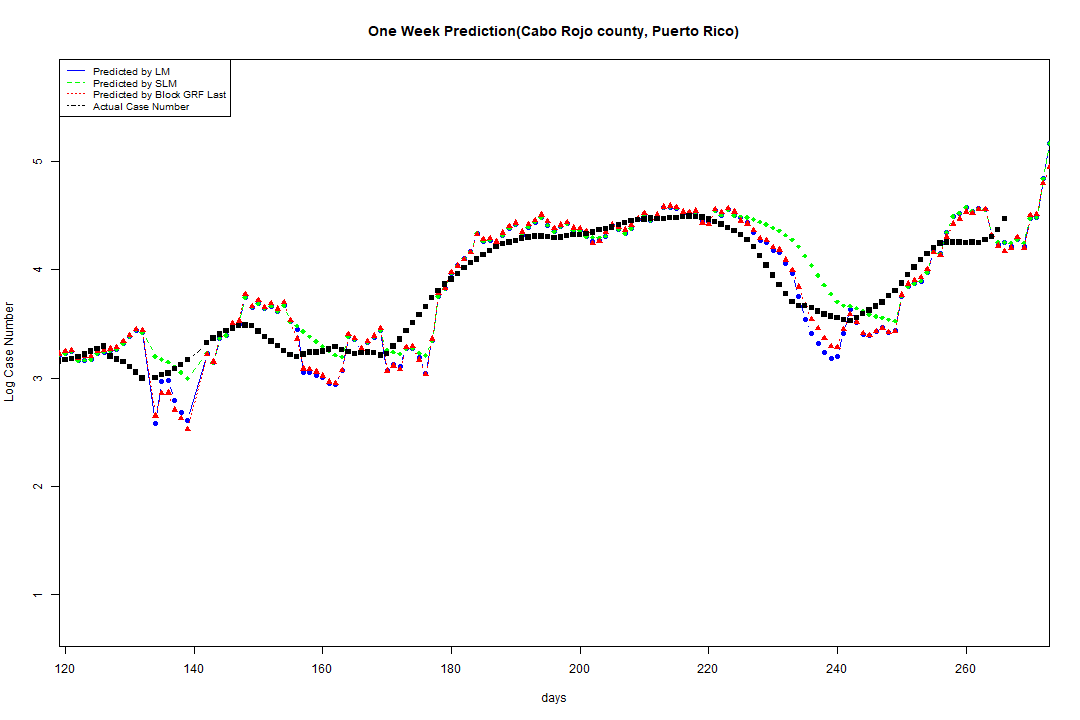 One Week Prediction(Cabo Rojo county, Puerto Rico)
Predicted by LM
Predicted by SLM
Predicted by Block GRF Last
Actual Case Number
Log Case Number
5
4
3
2
1
120 140 160 180 200 220 240 260
days